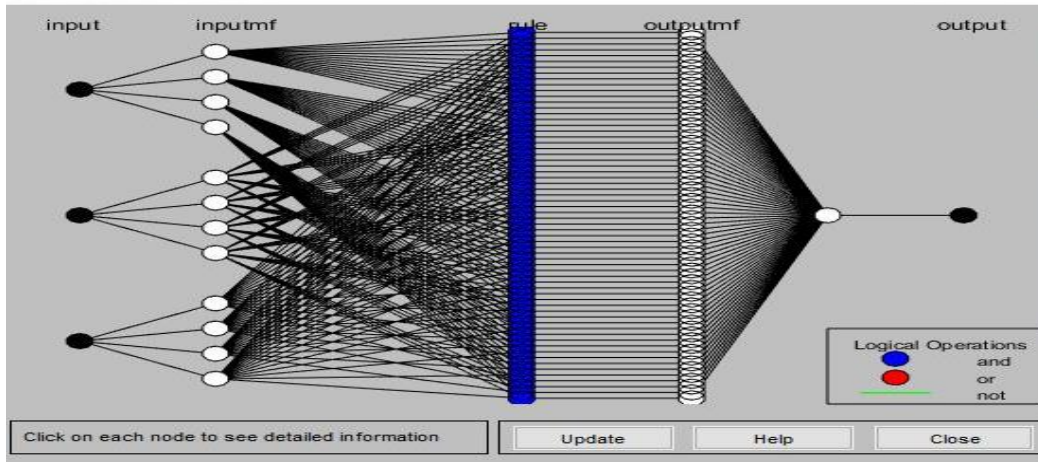 input inputmf rule outputmf output
Logical Operations
and
or
not
Click on each node to see detailed information
Update Help Close